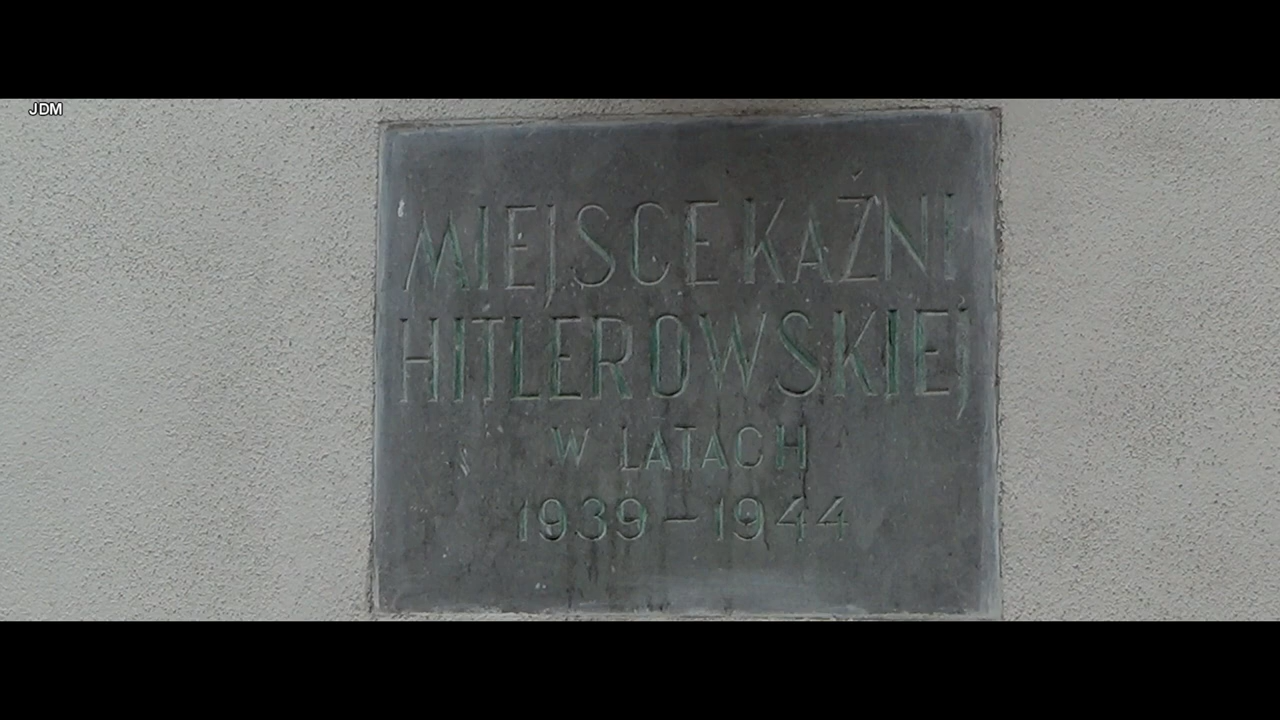 JDM
MIEJSCE KAŹNI
HITLEROWSKIEJ
W LATACH
1939-1944